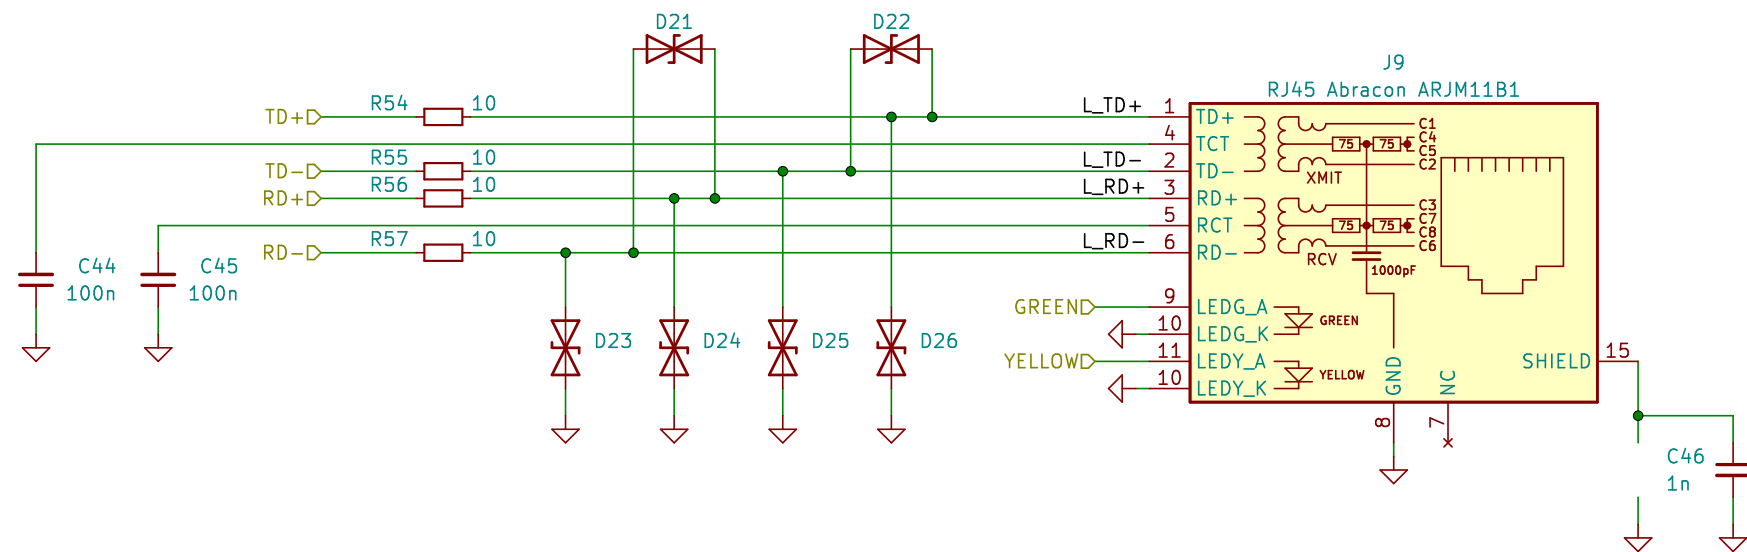 D21
D22
J9
RJ45 Abracon ARJM11B1
TD+ R54 10 L_TD+ 1 TD+
4 TCT
TD- R55 10 L_TD- 2 TD-
RD+ R56 10 L_RD+ 3 RD+
5 RCT
RD- R57 10 L_RD- 6 RD-
C1
75 75 C4
C5
C2
XMIT
C3
75 75 C7
C8
C6
RCV
1000pF
C44
100n
C45
100n
GREEN 9 LEDG_A
10 LEDG_K
GREEN
YELLOW 11 LEDY_A
10 LEDY_K
YELLOW
D23
D24
D25
D26
GND
8
NC
7
SHIELD 15
C46
1n